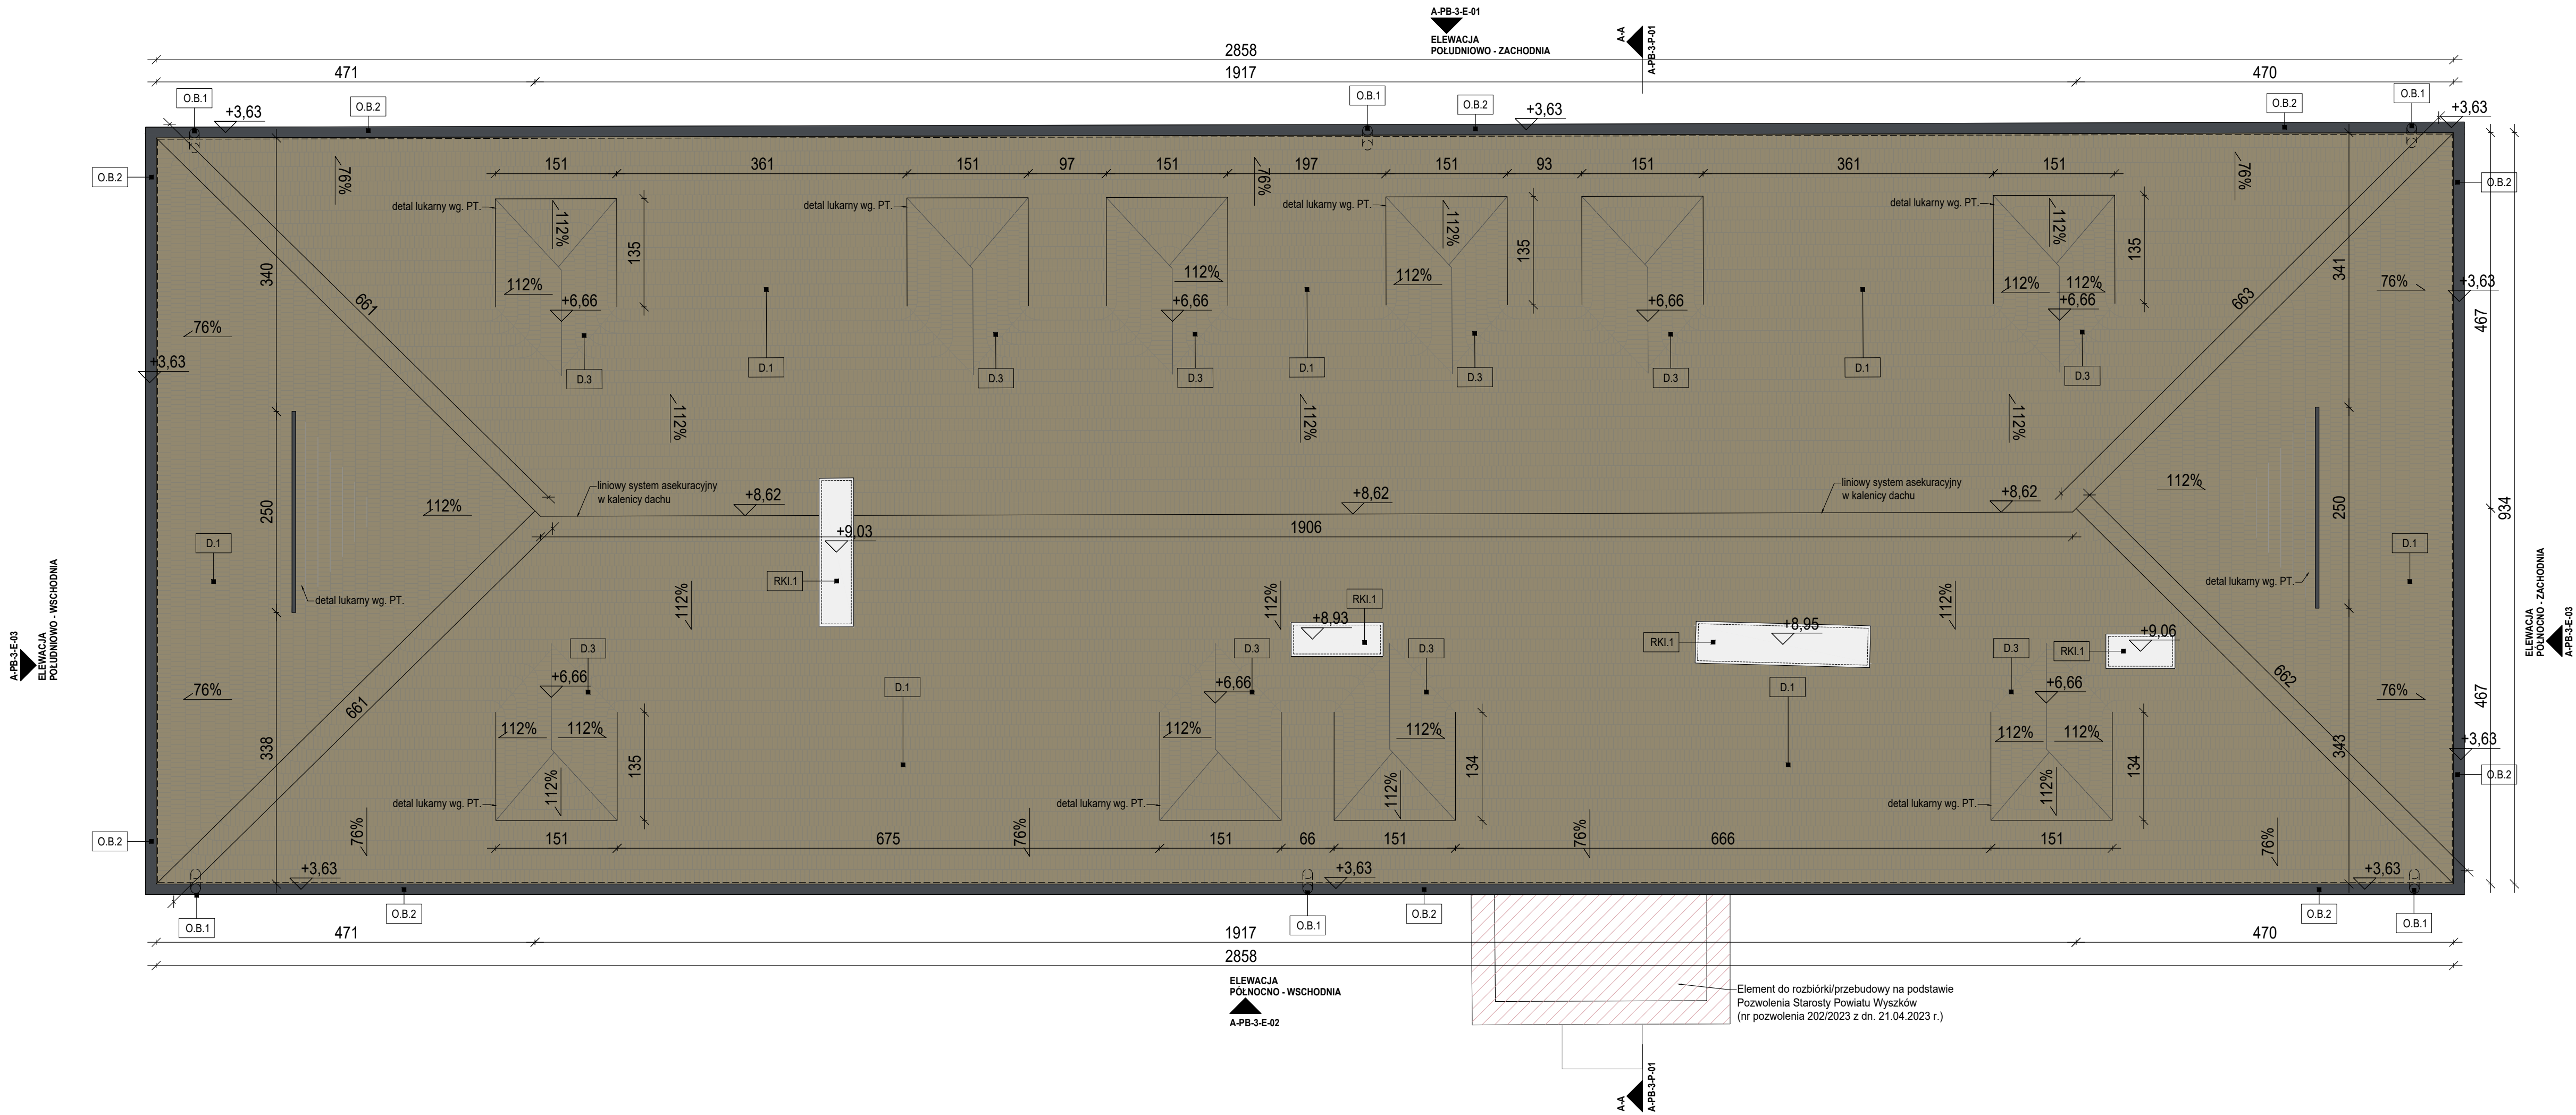 A-PB-3-E-01
ELEWACJA
POŁUDNIOWO - ZACHODNIA
A-A
A-PB-3-P-01
2858
471
1917
470
O.B.1
+3,63
O.B.2
O.B.1
O.B.2
+3,63
O.B.2
O.B.1
+3,63
O.B.2
O.B.2
76%
151
361
151
97
151
76%
197
151
93
151
361
151
76%
detal lukarny wg. PT.
112%
135
detal lukarny wg. PT.
detal lukarny wg. PT.
112%
135
detal lukarny wg. PT.
112%
135
340
661
112%
+6,66
112%
+6,66
112%
+6,66
112%
112%
+6,66
663
341
76%
+3,63
467
76%
+3,63
D.3
D.1
D.3
D.3
D.1
D.3
D.3
D.1
D.3
112%
112%
112%
liniowy system asekuracyjny
w kalenicy dachu
+8,62
+8,62
liniowy system asekuracyjny
w kalenicy dachu
+8,62
112%
112%
250
250
934
+9,03
1906
D.1
D.1
RKI.1
detal lukarny wg. PT.
detal lukarny wg. PT.
112%
112%
112%
RKI.1
+8,93
RKI.1
+8,95
RKI.1
+9,06
A-PB-3-E-03
ELEWACJA
POŁUDNIOWO - WSCHODNIA
ELEWACJA
PÓŁNOCNO - ZACHODNIA
A-PB-3-E-03
D.3
D.3
D.3
D.3
+6,66
+6,66
+6,66
76%
661
D.1
D.1
662
76%
467
112%
112%
135
112%
112%
134
112%
112%
134
338
343
+3,63
112%
112%
112%
O.B.2
detal lukarny wg. PT.
detal lukarny wg. PT.
detal lukarny wg. PT.
76%
151
675
76%
151
66
151
76%
666
151
76%
O.B.2
+3,63
+3,63
+3,63
O.B.1
O.B.2
O.B.1
O.B.2
O.B.2
O.B.1
471
1917
470
2858
ELEWACJA
PÓŁNOCNO - WSCHODNIA
A-PB-3-E-02
Element do rozbiórki/przebudowy na podstawie
Pozwolenia Starosty Powiatu Wyszków
(nr pozwolenia 202/2023 z dn. 21.04.2023 r.)
A-A
A-PB-3-P-01